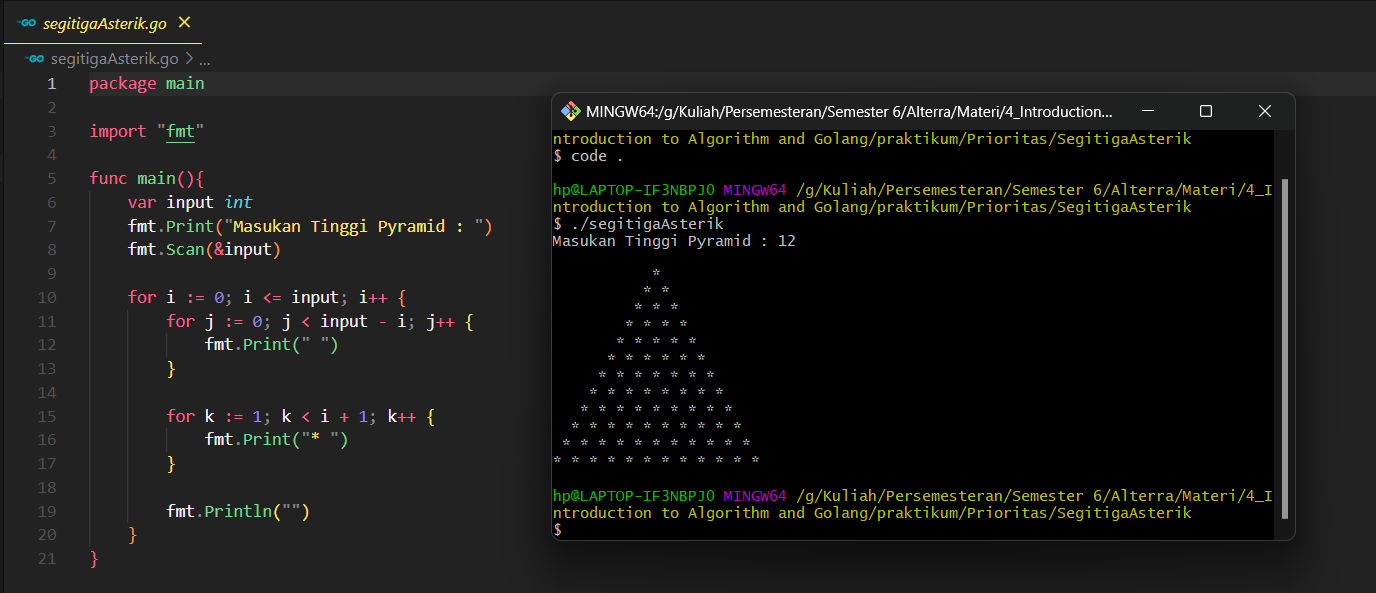 GO segitigaAsterik.go ×
GO segitigaAsterik.go > ...
1 package main
2
3 import "fmt"
4
5 func main(){
6     var input int
7     fmt.Print("Masukan Tinggi Pyramid : ")
8     fmt.Scan(&input)
9
10     for i := 0; i <= input; i++ {
11         for j := 0; j < input - i; j++ {
12             fmt.Print(" ")
13         }
14
15         for k := 1; k < i + 1; k++ {
16             fmt.Print("* ")
17         }
18
19         fmt.Println("")
20     }
21 }
MINGW64:/g/Kuliah/Persemesteran/Semester 6/Alterra/Materi/4_Introduction...
ntroduction to Algorithm and Golang/praktikum/Prioritas/SegitigaAsterik
$ code .
hp@LAPTOP-IF3NBPJ0 MINGW64 /g/Kuliah/Persemesteran/Semester 6/Alterra/Materi/4_I
ntroduction to Algorithm and Golang/praktikum/Prioritas/SegitigaAsterik
$ ./segitigaAsterik
Masukan Tinggi Pyramid : 12
           *
          * *
         * * *
        * * * *
       * * * * *
      * * * * * *
     * * * * * * *
    * * * * * * * *
   * * * * * * * * *
  * * * * * * * * * *
 * * * * * * * * * * *
* * * * * * * * * * * *
hp@LAPTOP-IF3NBPJ0 MINGW64 /g/Kuliah/Persemesteran/Semester 6/Alterra/Materi/4_I
ntroduction to Algorithm and Golang/praktikum/Prioritas/SegitigaAsterik
$